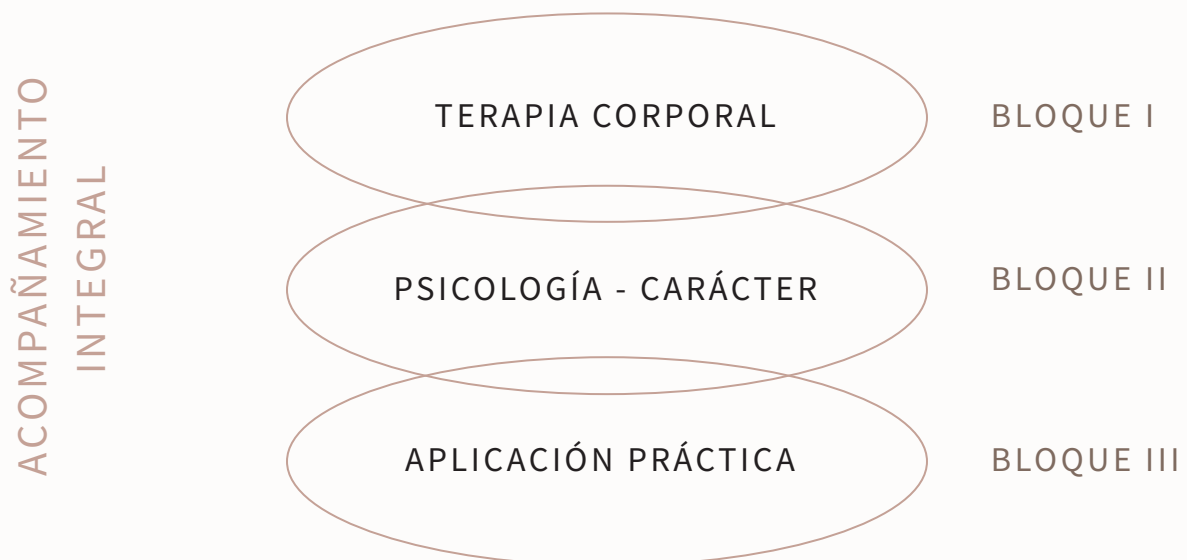 ACOMPAÑAMIENTO
INTEGRAL
TERAPIA CORPORAL
BLOQUE I
PSICOLOGÍA - CARÁCTER
BLOQUE II
APLICACIÓN PRÁCTICA
BLOQUE III